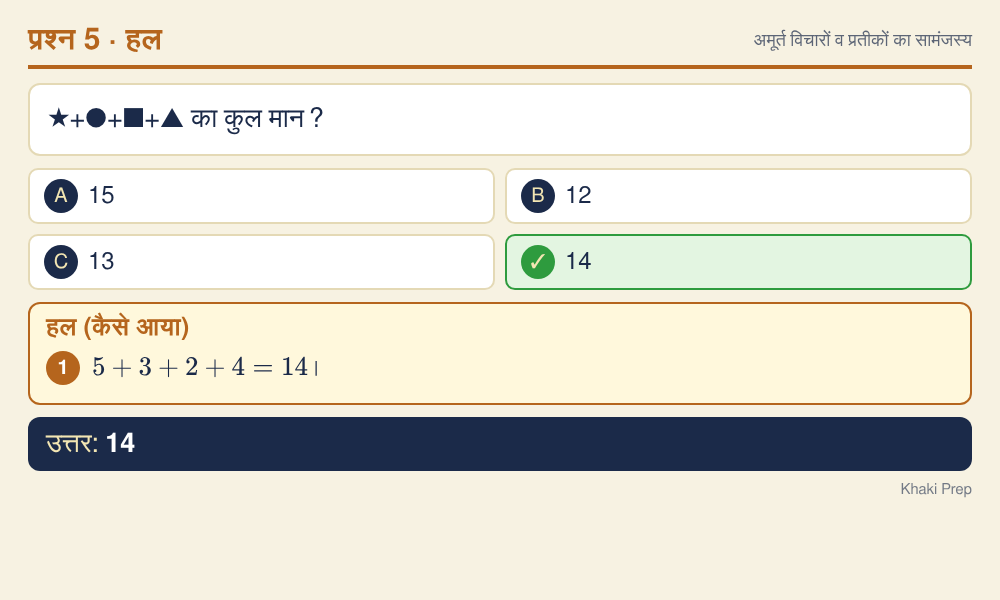 प्रश्न 5 · हल
अमूर्त विचारों व प्रतीकों का सामंजस्य
★+●+■+▲ का कुल मान ?
A 15
B 12
C 13
✓ 14
हल (कैसे आया)
1 5 + 3 + 2 + 4 = 14।
उत्तर: 14
Khaki Prep